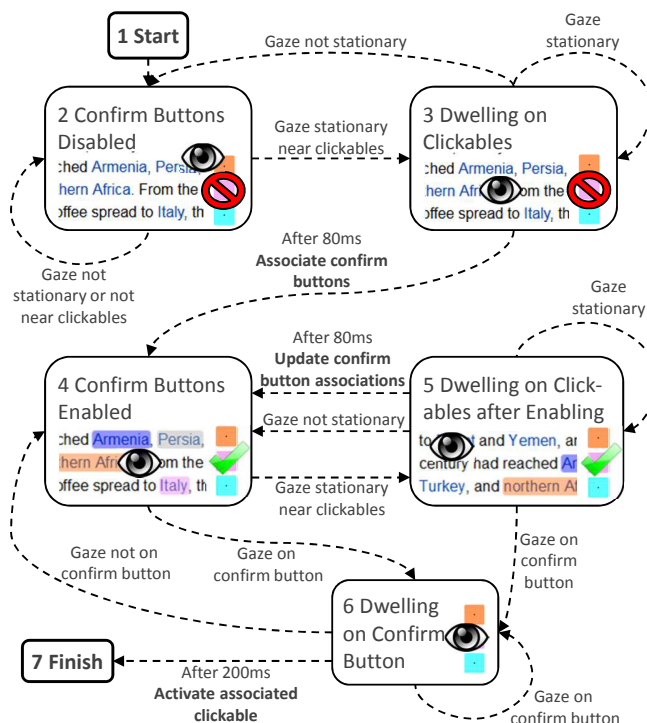 1 Start
Gaze not stationary
Gaze
stationary
2 Confirm Buttons
Disabled
ched Armenia, Persia,
hern Africa. From the
offee spread to Italy, th
Gaze stationary
near clickables
3 Dwelling on
Clickables
ched Armenia, Persia,
hern Afri om the
offee spread to Italy, th
Gaze not
stationary or not
near clickables
After 80ms
Associate confirm
buttons
Gaze
stationary
After 80ms
Update confirm
button associations
4 Confirm Buttons
Enabled
ched Armenia, Persia,
hern Afri om the
offee spread to Italy, th
Gaze not stationary
Gaze stationary
near clickables
5 Dwelling on Click-
ables after Enabling
to t and Yemen, ar
century had reached Ar
Turkey, and northern Af
Gaze not on
confirm button
Gaze on
confirm button
Gaze on
confirm
button
6 Dwelling
on Confirm
Button
7 Finish
After 200ms
Activate associated
clickable
Gaze on
confirm button